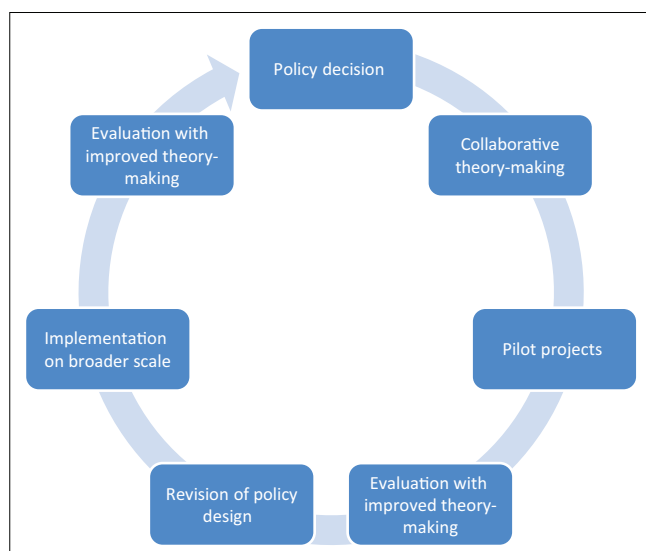 Policy decision
Collaborative
theory-making
Pilot projects
Evaluation with
improved theory-
making
Revision of policy
design
Implementation
on broader scale
Evaluation with
improved theory-
making